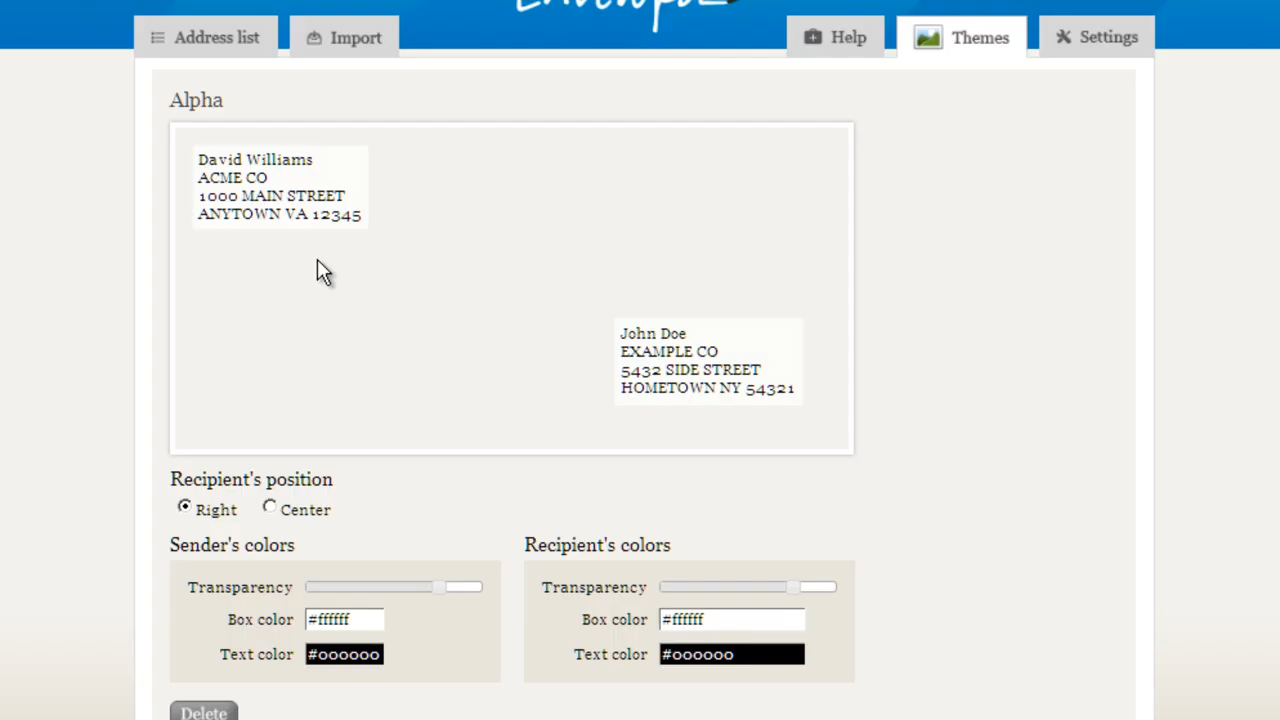 Address list
Import
Help
Themes
Settings
Alpha
David Williams
ACME CO
1000 MAIN STREET
ANYTOWN VA 12345
John Doe
EXAMPLE CO
5432 SIDE STREET
HOMETOWN NY 54321
Recipient's position
Right Center
Sender's colors
Recipient's colors
Transparency
Box color #ffffff
Text color #000000
Transparency
Box color #ffffff
Text color #000000
Delete